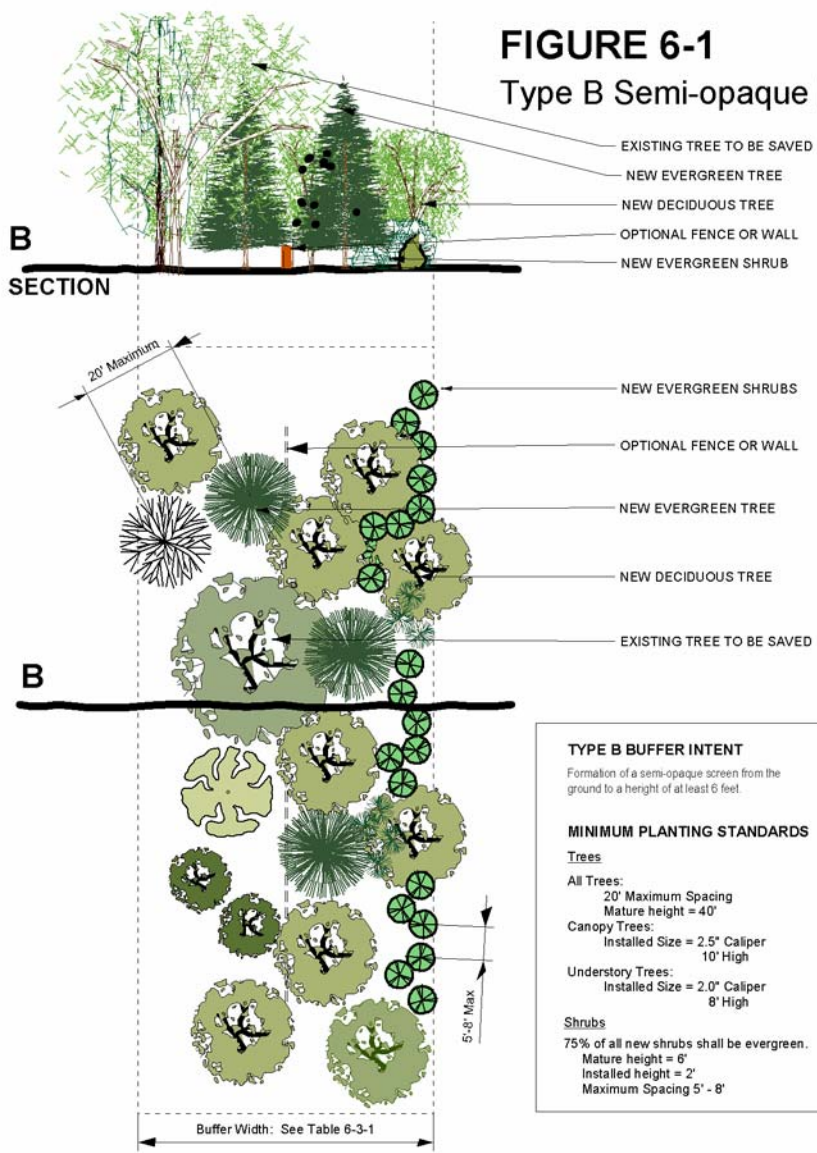 FIGURE 6-1
Type B Semi-opaque
EXISTING TREE TO BE SAVED
NEW EVERGREEN TREE
NEW DECIDUOUS TREE
OPTIONAL FENCE OR WALL
NEW EVERGREEN SHRUB
B
SECTION
20' Maximum
NEW EVERGREEN SHRUBS
OPTIONAL FENCE OR WALL
NEW EVERGREEN TREE
NEW DECIDUOUS TREE
EXISTING TREE TO BE SAVED
B
TYPE B BUFFER INTENT
Formation of a semi-opaque screen from the
ground to a heright of at least 6 feet.
MINIMUM PLANTING STANDARDS
Trees
All Trees:
20' Maximum Spacing
Mature height = 40'
Canopy Trees:
Installed Size = 2.5" Caliper
10' High
Understory Trees:
Installed Size = 2.0" Caliper
8' High
Shrubs
75% of all new shrubs shall be evergreen.
Mature height = 6'
Installed height = 2'
Maximum Spacing 5' - 8'
5'-8' Max
Buffer Width: See Table 6-3-1